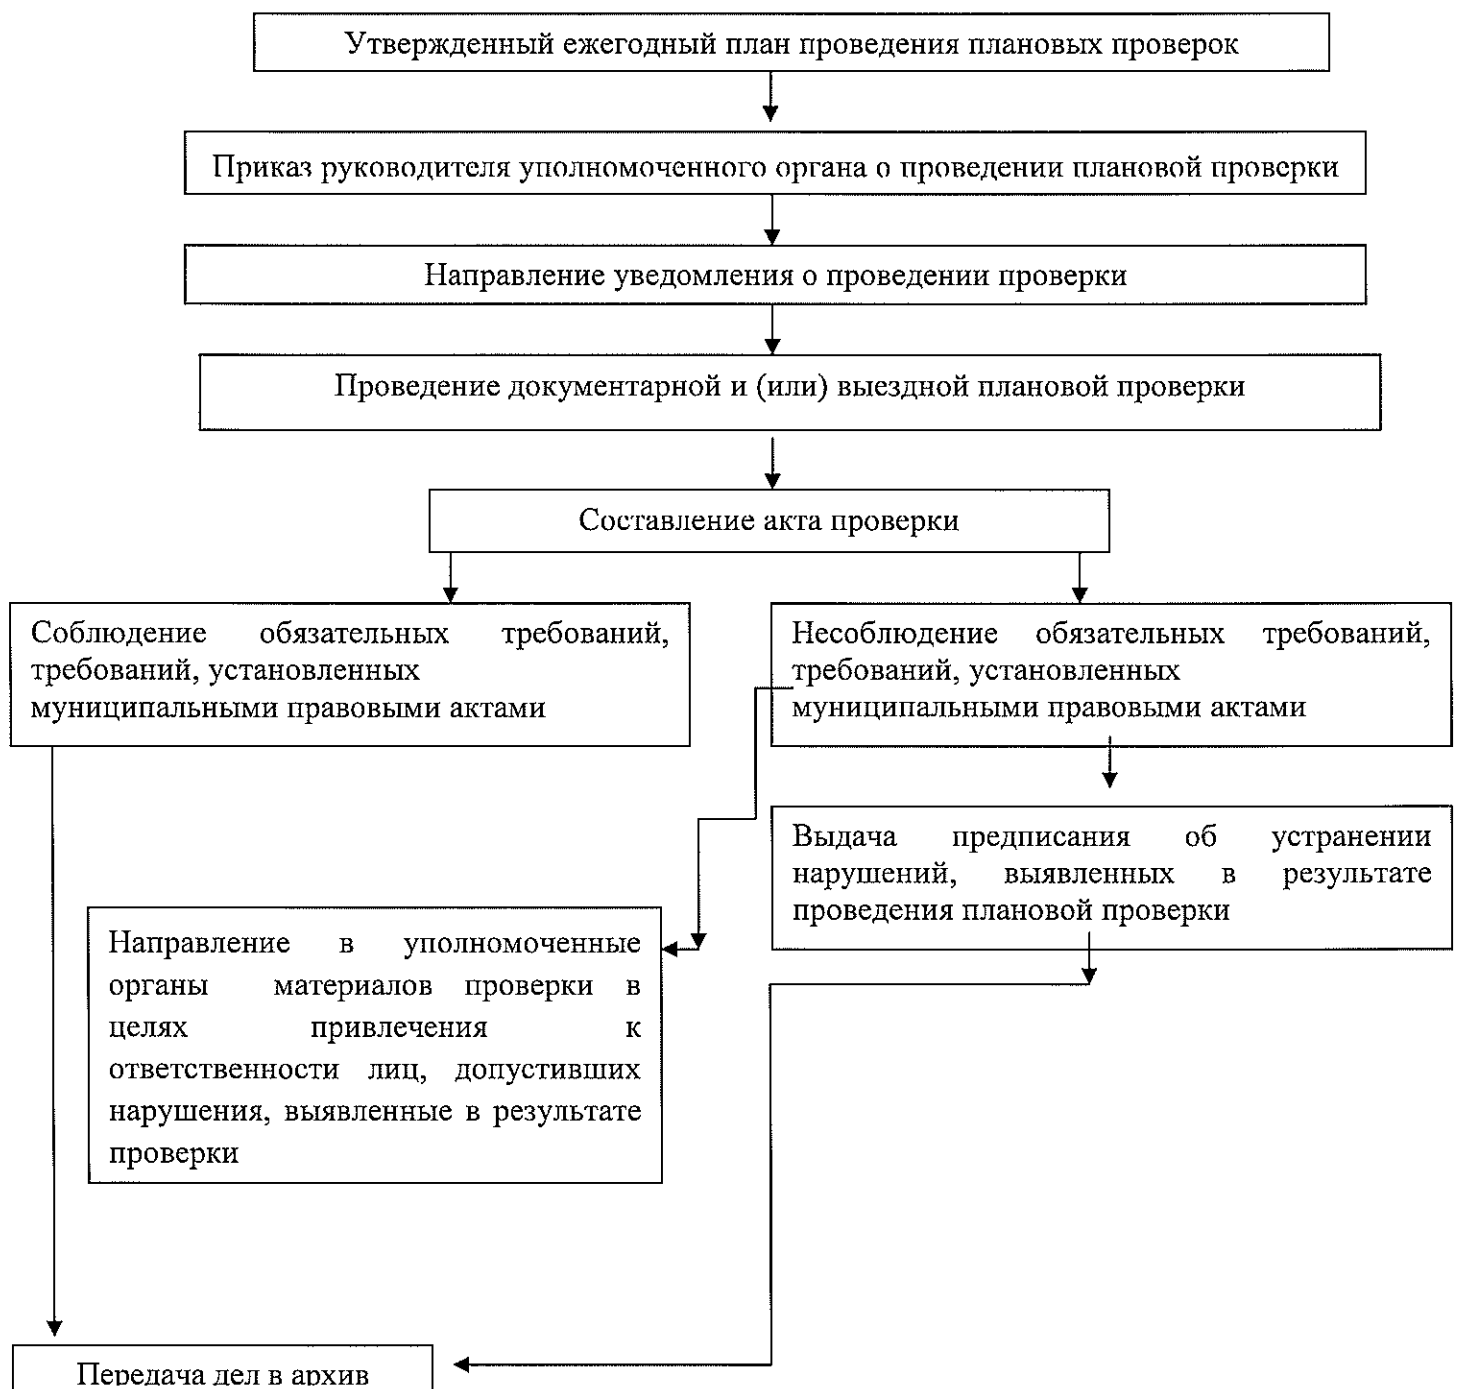 Утвержденный ежегодный план проведения плановых проверок
Приказ руководителя уполномоченного органа о проведении плановой проверки
Направление уведомления о проведении проверки
Проведение документарной и (или) выездной плановой проверки
Составление акта проверки
Соблюдение обязательных требований,
требований, установленных
муниципальными правовыми актами
Несоблюдение обязательных требований,
требований, установленных
муниципальными правовыми актами
Выдача предписания об устранении
нарушений, выявленных в результате
проведения плановой проверки
Направление в уполномоченные
органы материалов проверки в
целях привлечения к
ответственности лиц, допустивших
нарушения, выявленные в результате
проверки
Передача дел в архив